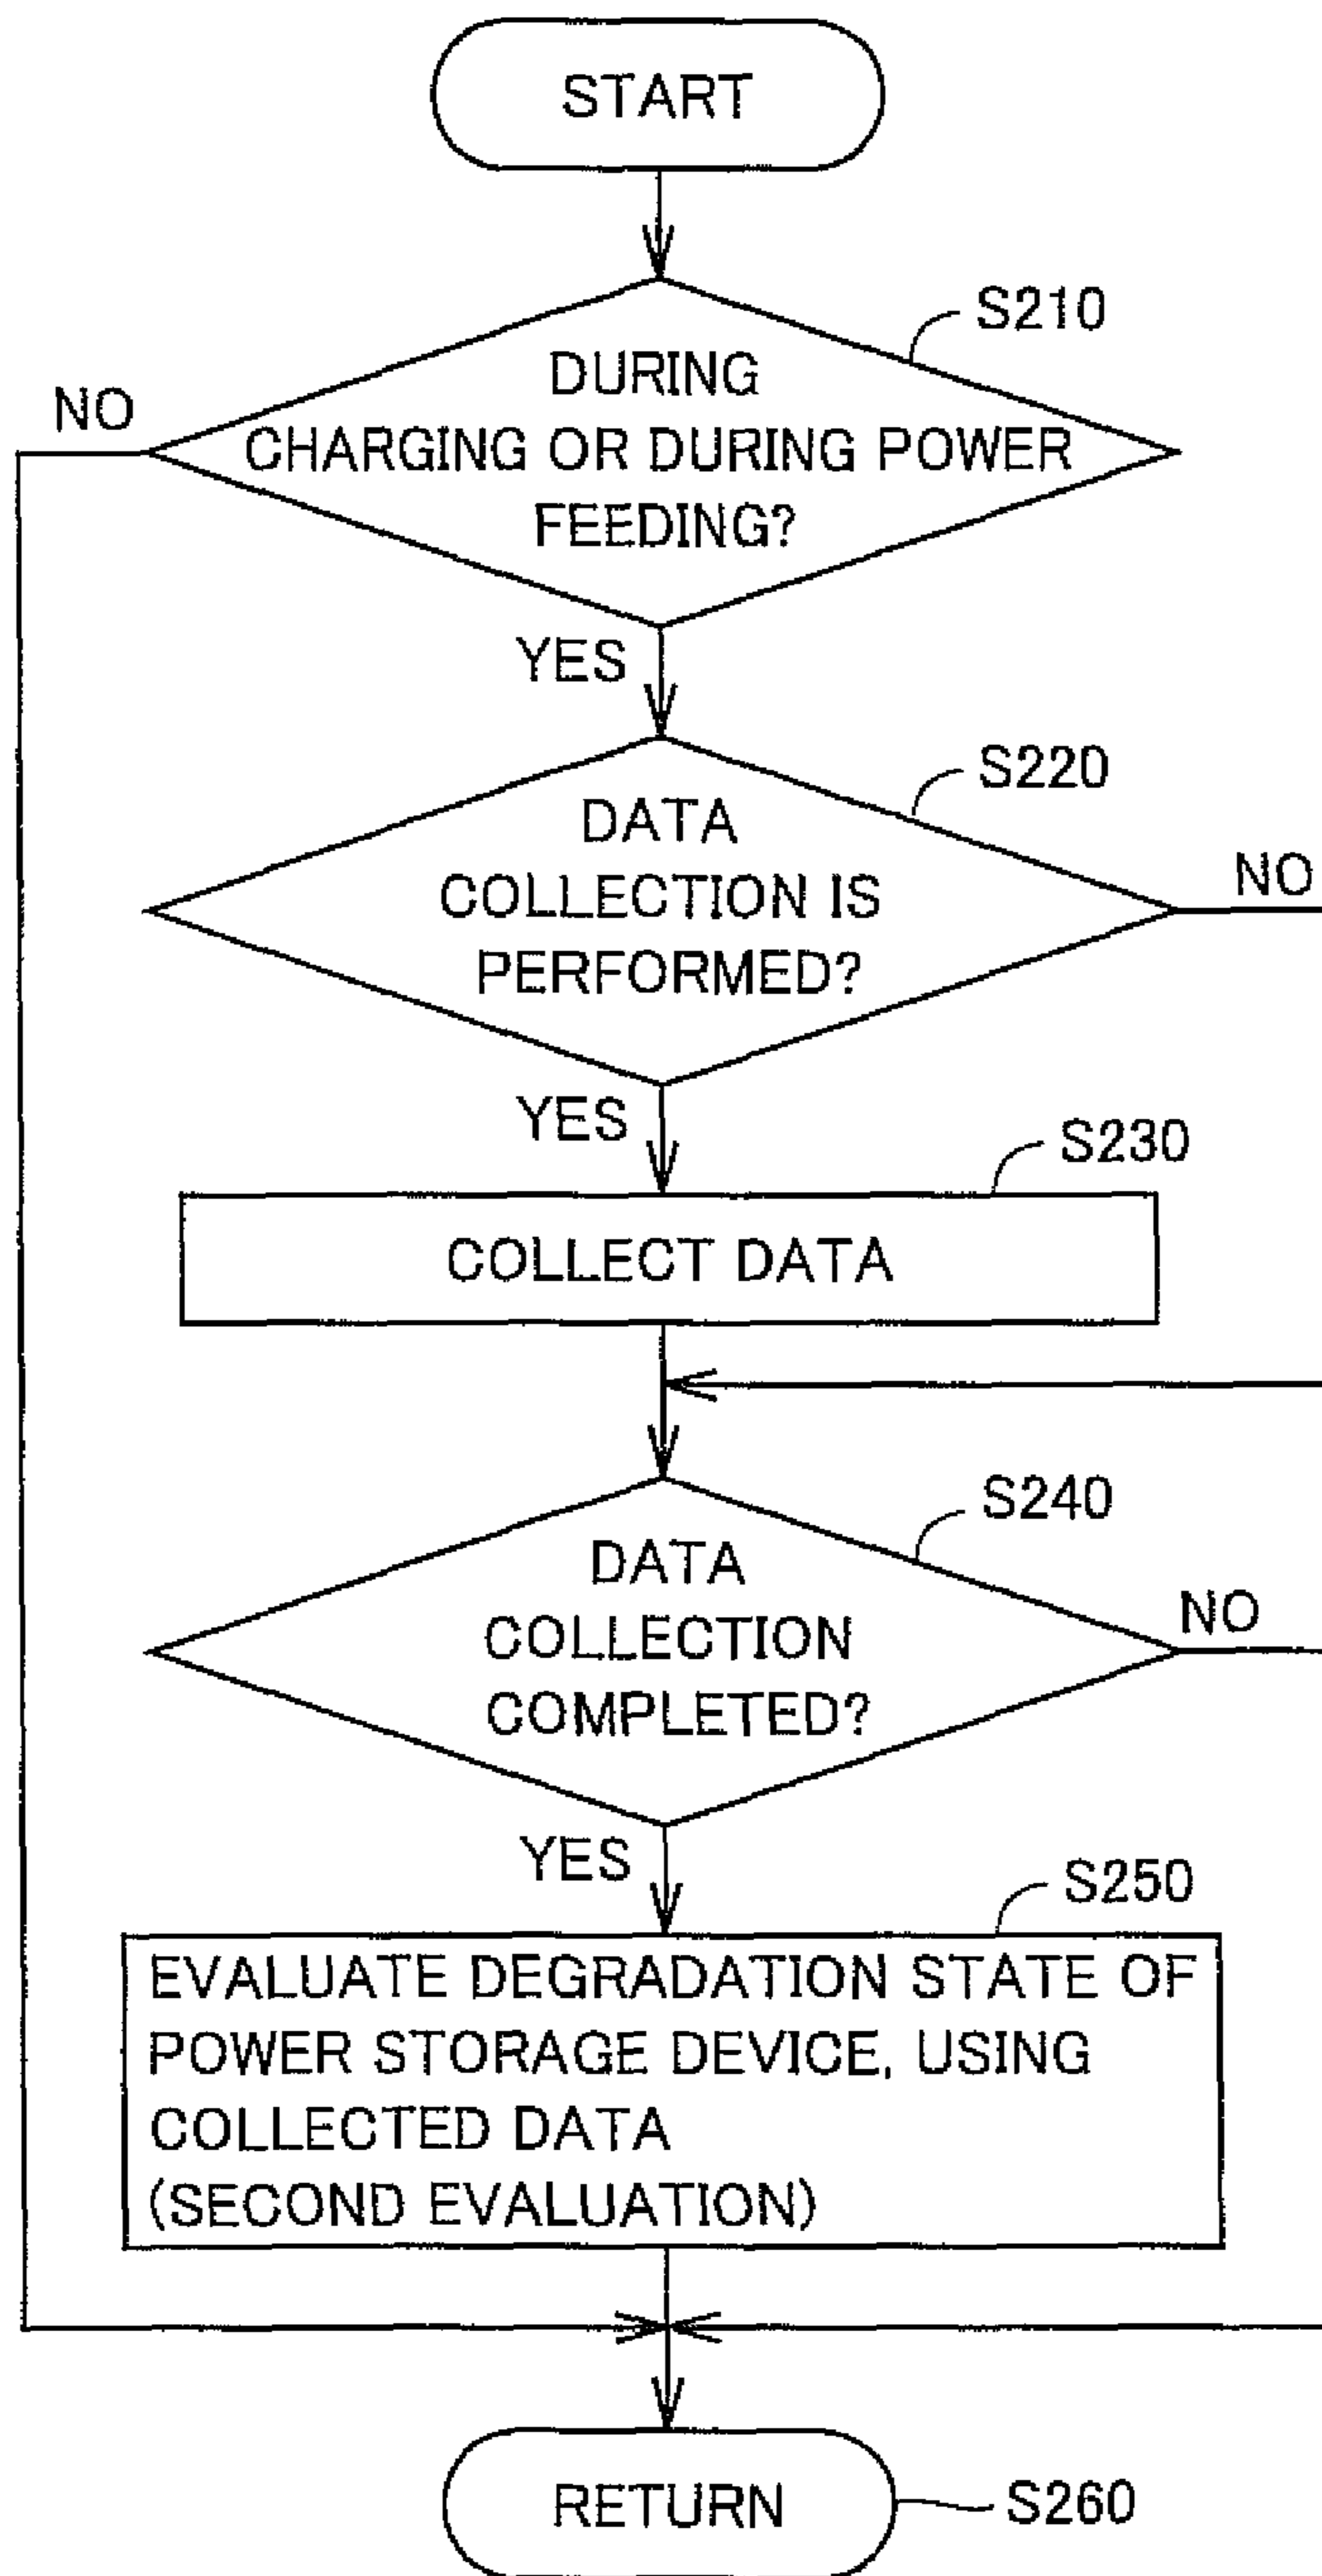 START
S210
DURING
NO
CHARGING OR DURING POWER
FEEDING?
YES
S220
DATA
COLLECTION IS
NO
PERFORMED?
YES
S230
COLLECT DATA
S240
DATA
COLLECTION
NO
COMPLETED?
YES
S250
EVALUATE DEGRADATION STATE OF
POWER STORAGE DEVICE, USING
COLLECTED DATA
(SECOND EVALUATION)
RETURN
S260